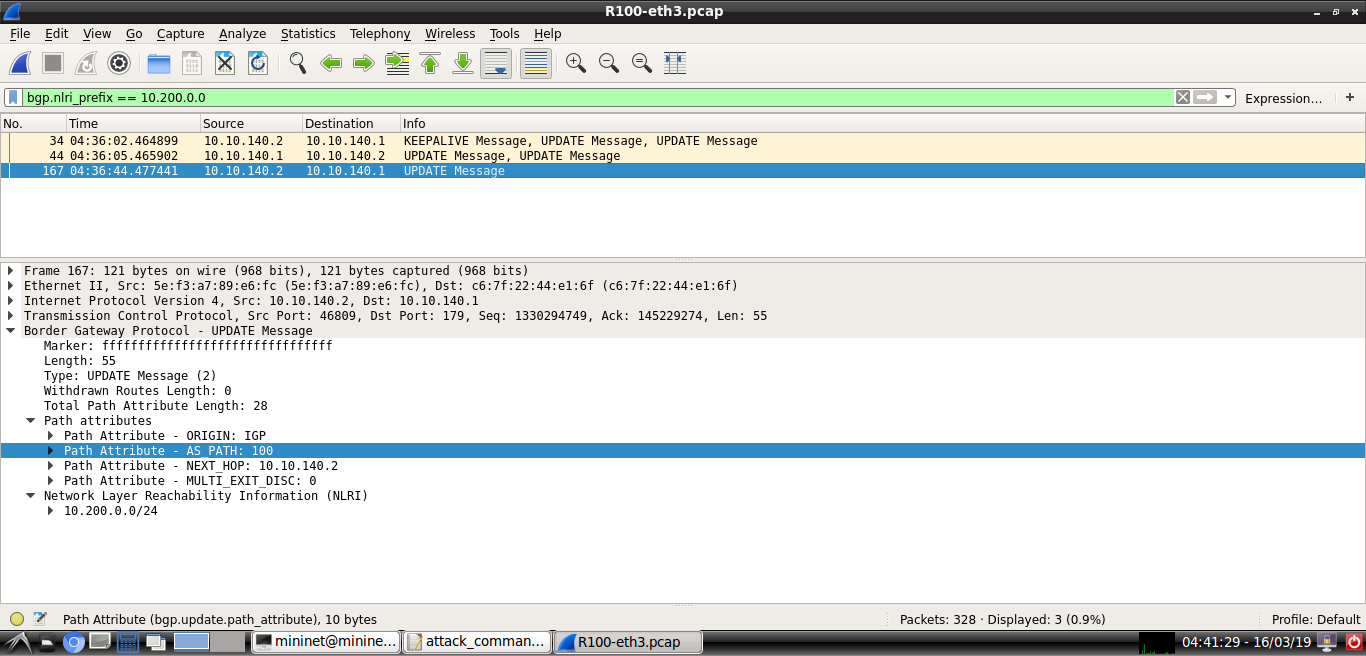 R100-eth3.pcap
File Edit View Go Capture Analyze Statistics Telephony Wireless Tools Help
bgp.nlri_prefix == 10.200.0.0 Expression… +
No. Time Source Destination Info
34 04:36:02.464899 10.10.140.2 10.10.140.1 KEEPALIVE Message, UPDATE Message, UPDATE Message
44 04:36:05.465902 10.10.140.1 10.10.140.2 UPDATE Message, UPDATE Message
167 04:36:44.477441 10.10.140.2 10.10.140.1 UPDATE Message
Frame 167: 121 bytes on wire (968 bits), 121 bytes captured (968 bits)
Ethernet II, Src: 5e:f3:a7:89:e6:fc (5e:f3:a7:89:e6:fc), Dst: c6:7f:22:44:e1:6f (c6:7f:22:44:e1:6f)
Internet Protocol Version 4, Src: 10.10.140.2, Dst: 10.10.140.1
Transmission Control Protocol, Src Port: 46809, Dst Port: 179, Seq: 1330294749, Ack: 145229274, Len: 55
Border Gateway Protocol - UPDATE Message
Marker: ffffffffffffffffffffffffffffffff
Length: 55
Type: UPDATE Message (2)
Withdrawn Routes Length: 0
Total Path Attribute Length: 28
Path attributes
Path Attribute - ORIGIN: IGP
Path Attribute - AS_PATH: 100
Path Attribute - NEXT_HOP: 10.10.140.2
Path Attribute - MULTI_EXIT_DISC: 0
Network Layer Reachability Information (NLRI)
10.200.0.0/24
Path Attribute (bgp.update.path_attribute), 10 bytes Packets: 328 · Displayed: 3 (0.9%) Profile: Default
mininet@minine... attack_comman... R100-eth3.pcap 04:41:29 - 16/03/19